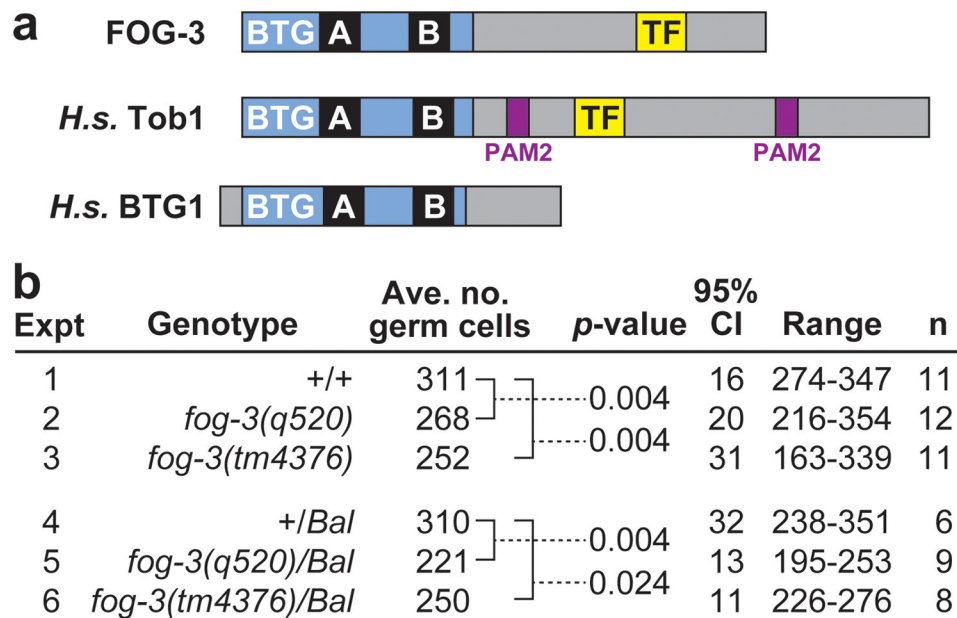 a
FOG-3 BTG A B TF
H.s. Tob1 BTG A B TF
PAM2 PAM2
H.s. BTG1 BTG A B
b
Expt Genotype Ave. no. germ cells p-value 95% CI Range n
1 +/+ 311 16 274-347 11
0.004
2 fog-3(q520) 268 20 216-354 12
0.004
3 fog-3(tm4376) 252 31 163-339 11
4 +/Bal 310 32 238-351 6
0.004
5 fog-3(q520)/Bal 221 13 195-253 9
0.024
6 fog-3(tm4376)/Bal 250 11 226-276 8